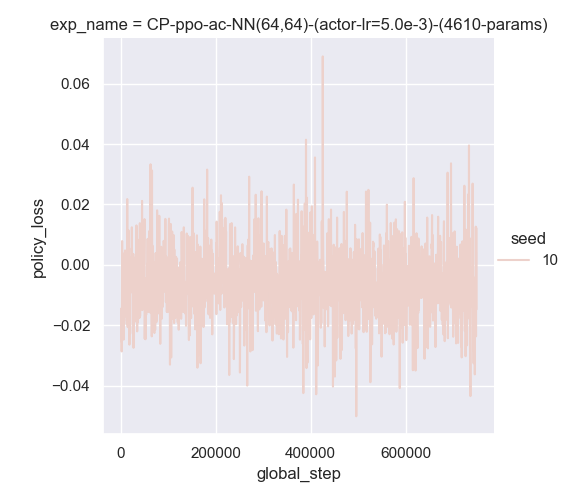 exp_name = CP-ppo-ac-NN(64,64)-(actor-lr=5.0e-3)-(4610-params)
0.06
0.04
0.02
0.00
−0.02
−0.04
policy_loss
0 200000 400000 600000
global_step
seed
10